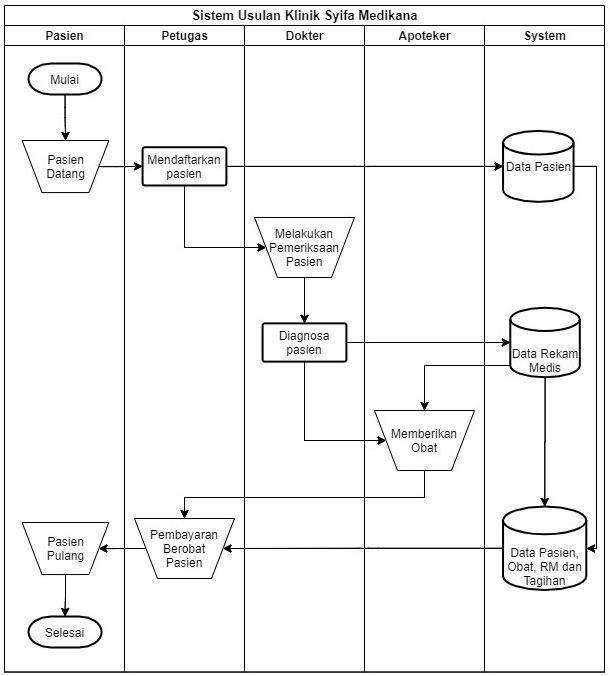 Sistem Usulan Klinik Syifa Medikana
Pasien
Petugas
Dokter
Apoteker
System
Mulai
Pasien
Datang
Mendaftarkan
pasien
Data Pasien
Melakukan
Pemeriksaan
Pasien
Diagnosa
pasien
Data Rekam
Medis
Memberikan
Obat
Pasien
Pulang
Pembayaran
Berobat
Pasien
Data Pasien,
Obat, RM dan
Tagihan
Selesai